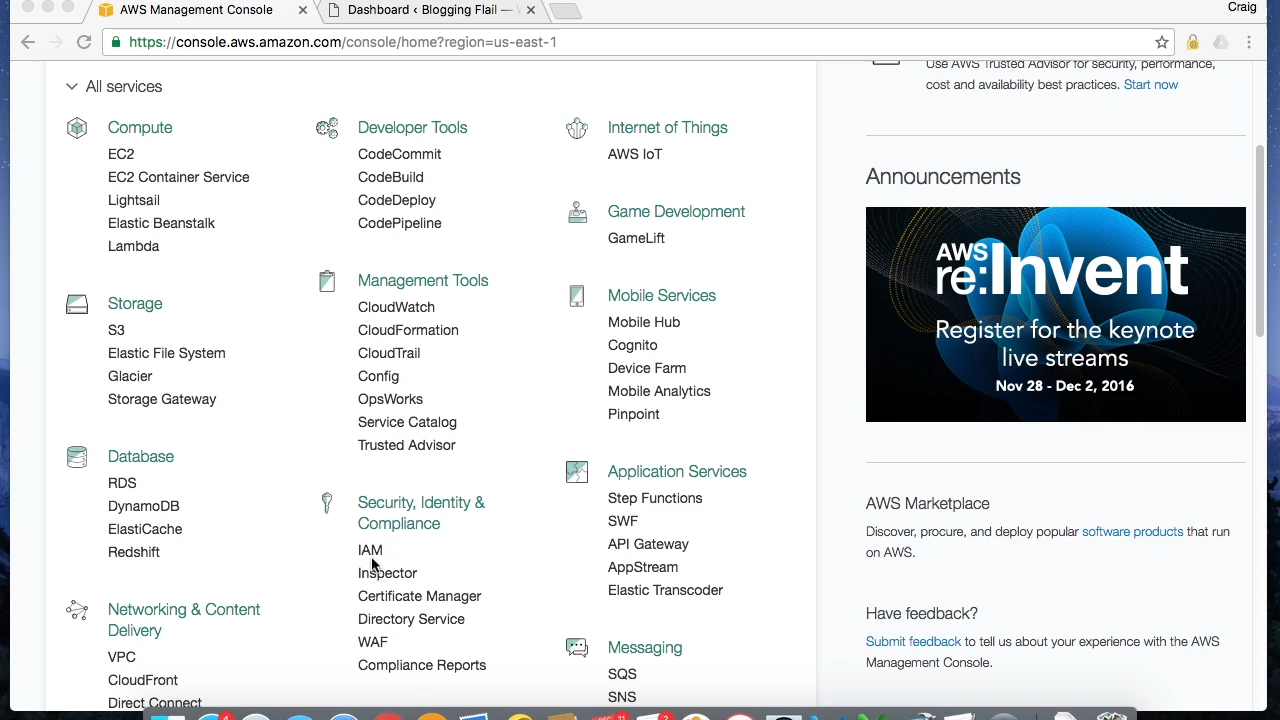 Craig
AWS Management Console
Dashboard ‹ Blogging Flail —
https://console.aws.amazon.com/console/home?region=us-east-1
All services
Compute
EC2
EC2 Container Service
Lightsail
Elastic Beanstalk
Lambda
Storage
S3
Elastic File System
Glacier
Storage Gateway
Database
RDS
DynamoDB
ElastiCache
Redshift
Networking & Content
Delivery
VPC
CloudFront
Direct Connect
Developer Tools
CodeCommit
CodeBuild
CodeDeploy
CodePipeline
Management Tools
CloudWatch
CloudFormation
CloudTrail
Config
OpsWorks
Service Catalog
Trusted Advisor
Security, Identity &
Compliance
IAM
Inspector
Certificate Manager
Directory Service
WAF
Compliance Reports
Internet of Things
AWS IoT
Game Development
GameLift
Mobile Services
Mobile Hub
Cognito
Device Farm
Mobile Analytics
Pinpoint
Application Services
Step Functions
SWF
API Gateway
AppStream
Elastic Transcoder
Messaging
SQS
SNS
Use AWS Trusted Advisor for security, performance,
cost and availability best practices. Start now
Announcements
AWS
re:Invent
Register for the keynote
live streams
Nov 28 - Dec 2, 2016
AWS Marketplace
Discover, procure, and deploy popular software products that run
on AWS.
Have feedback?
Submit feedback to tell us about your experience with the AWS
Management Console.